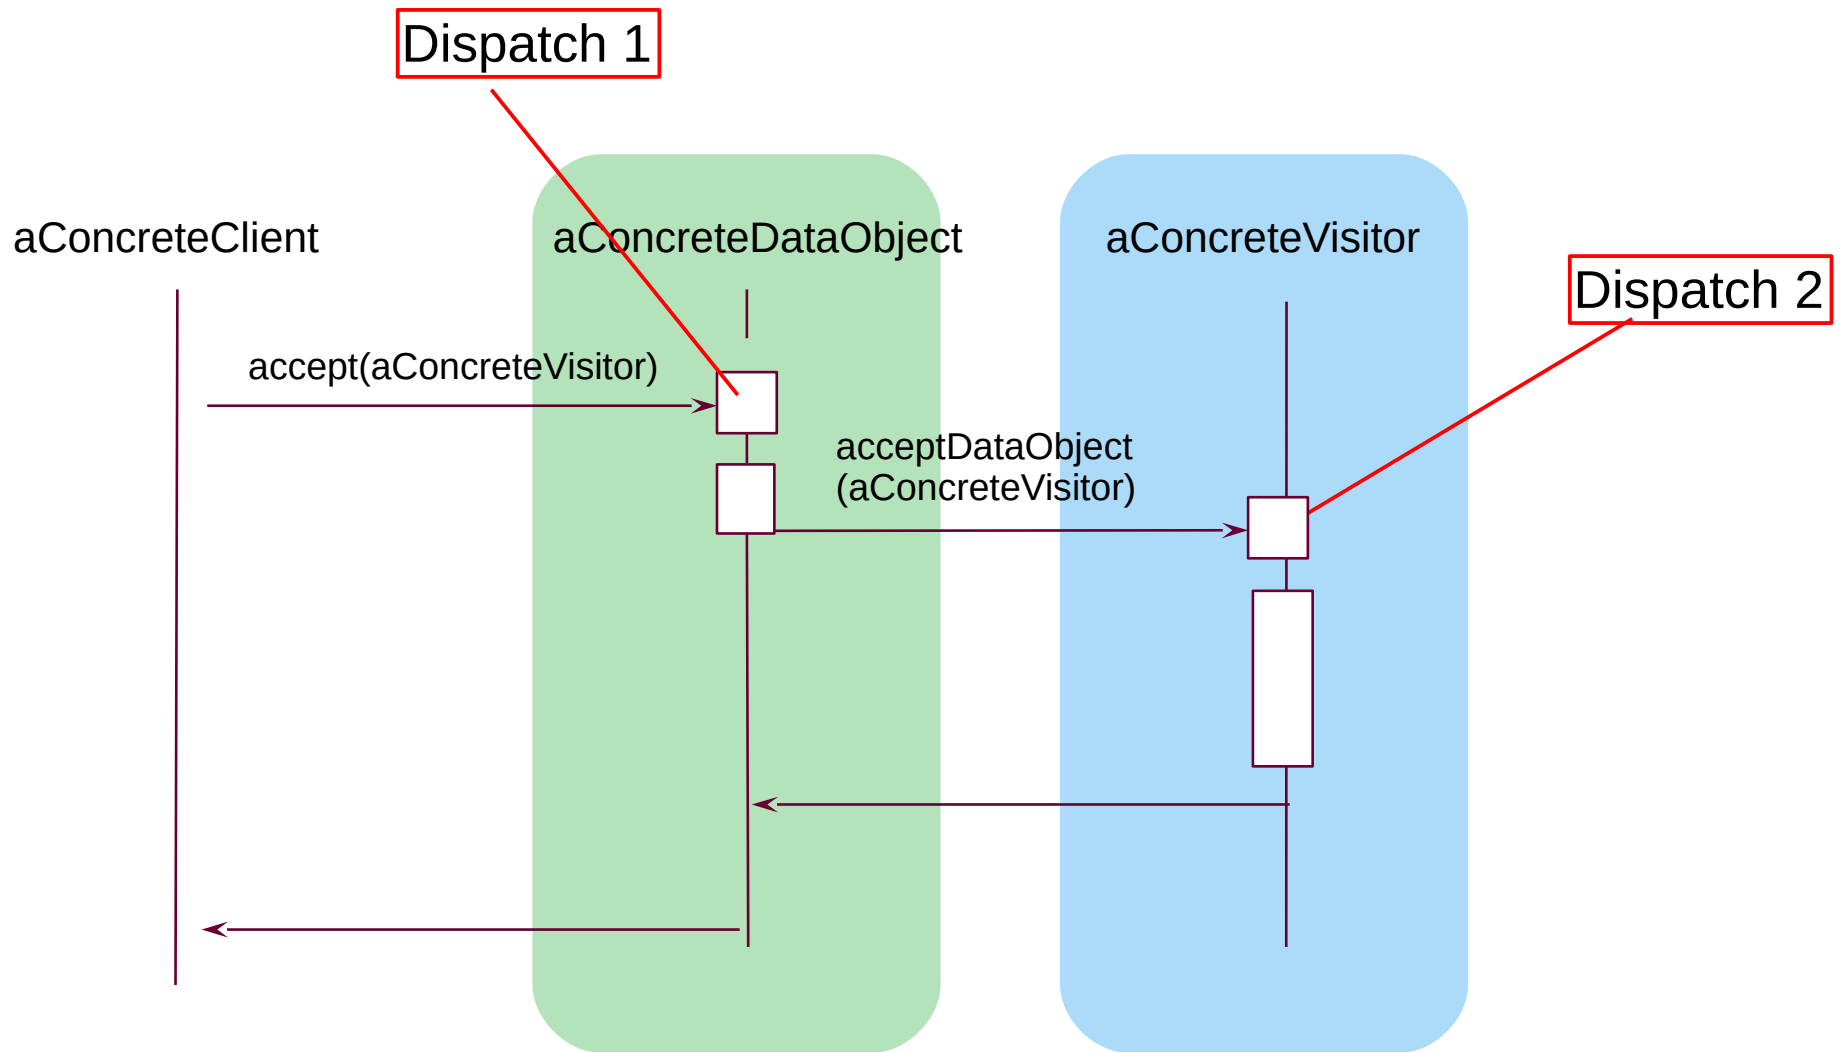 Dispatch 1
aConcreteClient
aConcreteDataObject
aConcreteVisitor
Dispatch 2
accept(aConcreteVisitor)
acceptDataObject
(aConcreteVisitor)